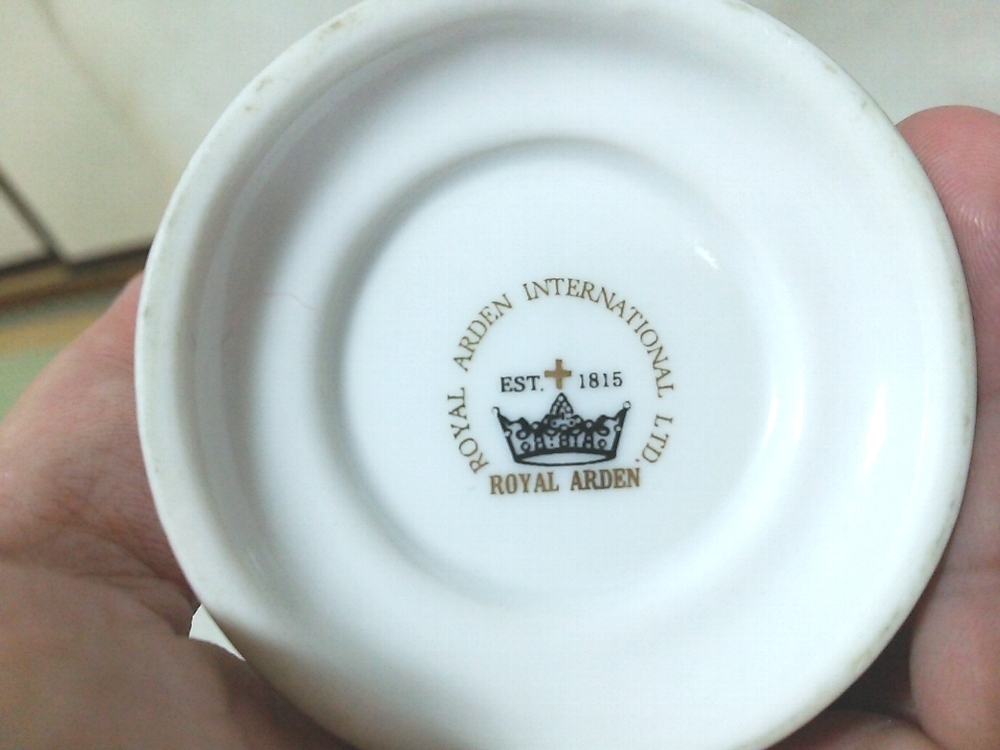 ROYAL ARDEN INTERNATIONAL LTD.
EST. 1815
ROYAL ARDEN